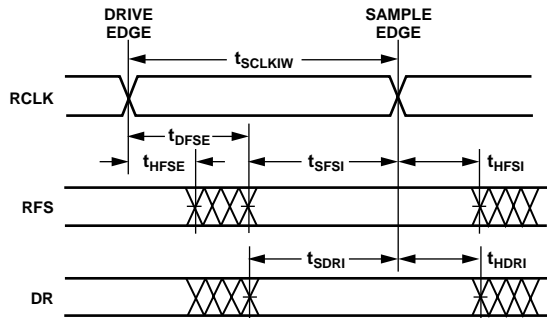 DRIVE EDGE
SAMPLE EDGE
tSCLKIW
RCLK
tDFSE
tHFSE
tSFSI
tHFSI
RFS
tSDRI
tHDRI
DR